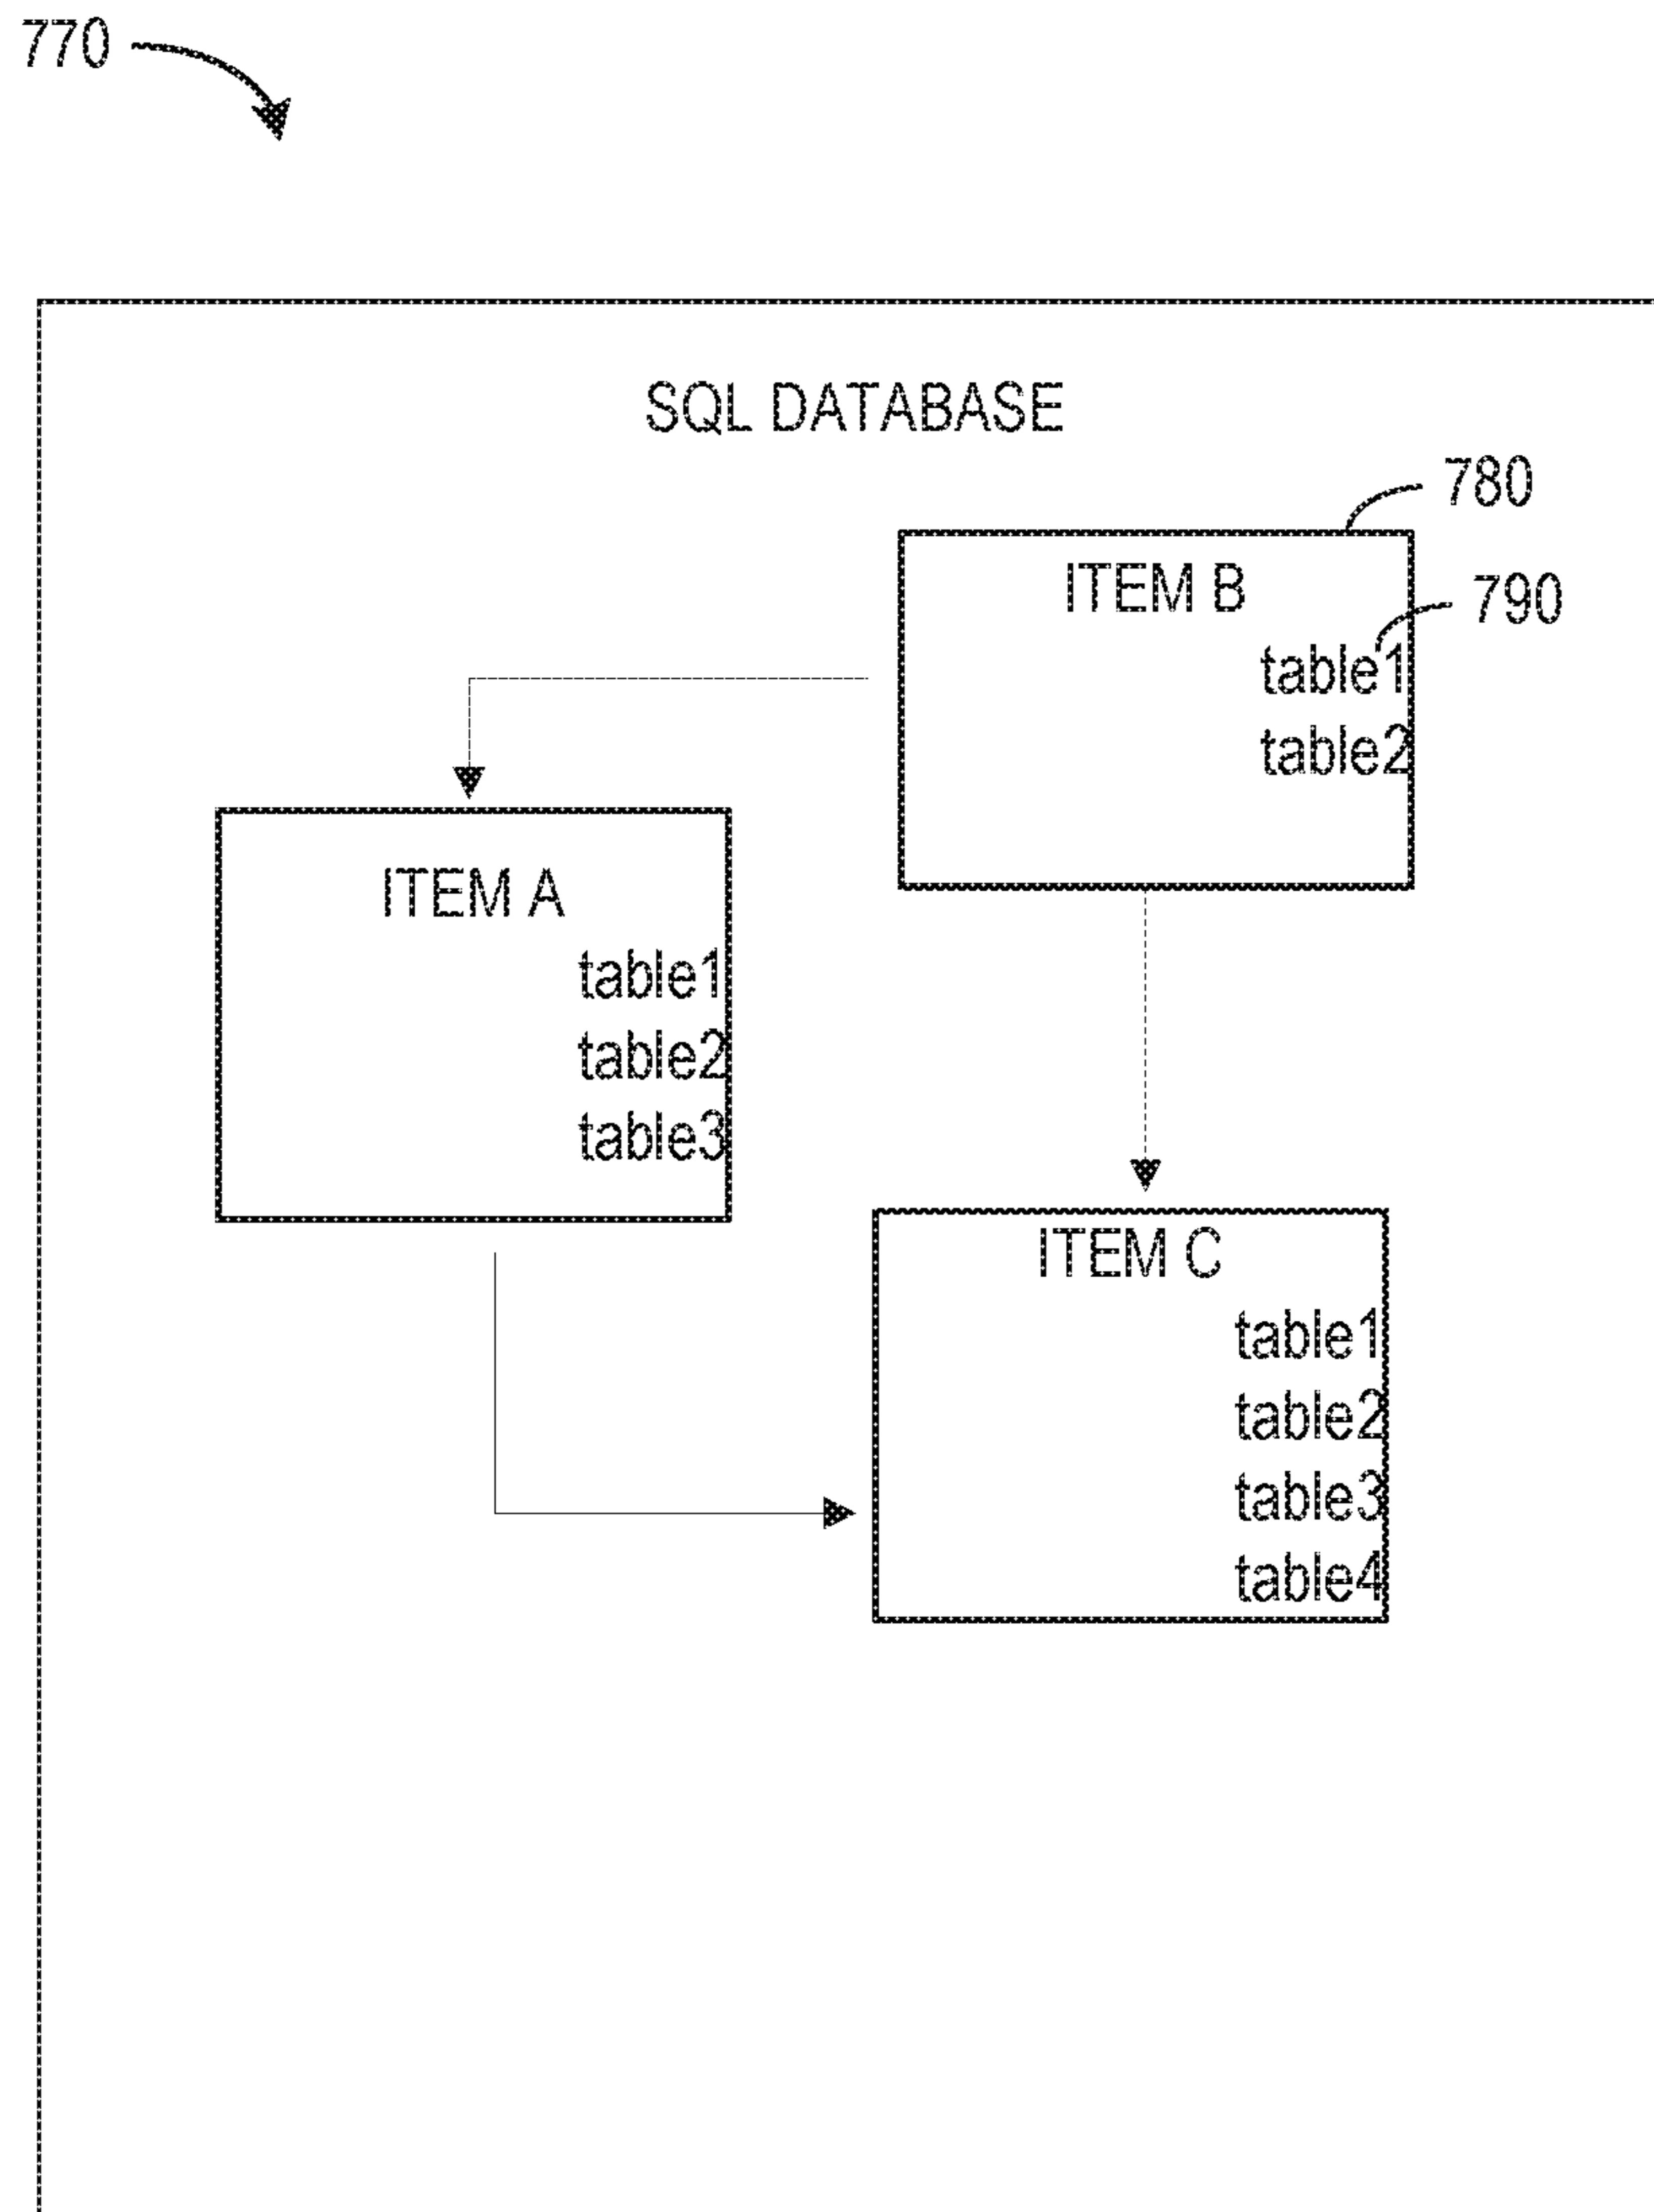 770
SQL DATABASE
780
ITEM B
790
table1
table2
ITEM A
table1
table2
table3
ITEM C
table1
table2
table3
table4